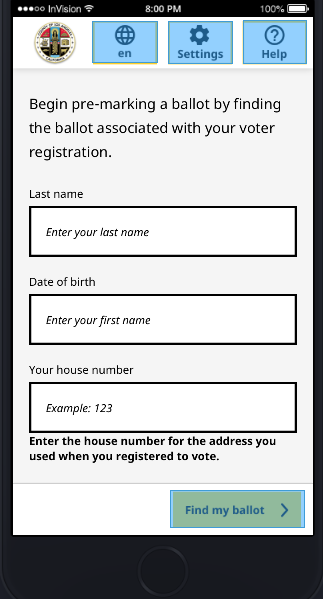 InVision 8:00 PM 100%
en Settings Help
Begin pre-marking a ballot by finding
the ballot associated with your voter
registration.
Last name
Enter your last name
Date of birth
Enter your first name
Your house number
Example: 123
Enter the house number for the address you
used when you registered to vote.
Find my ballot